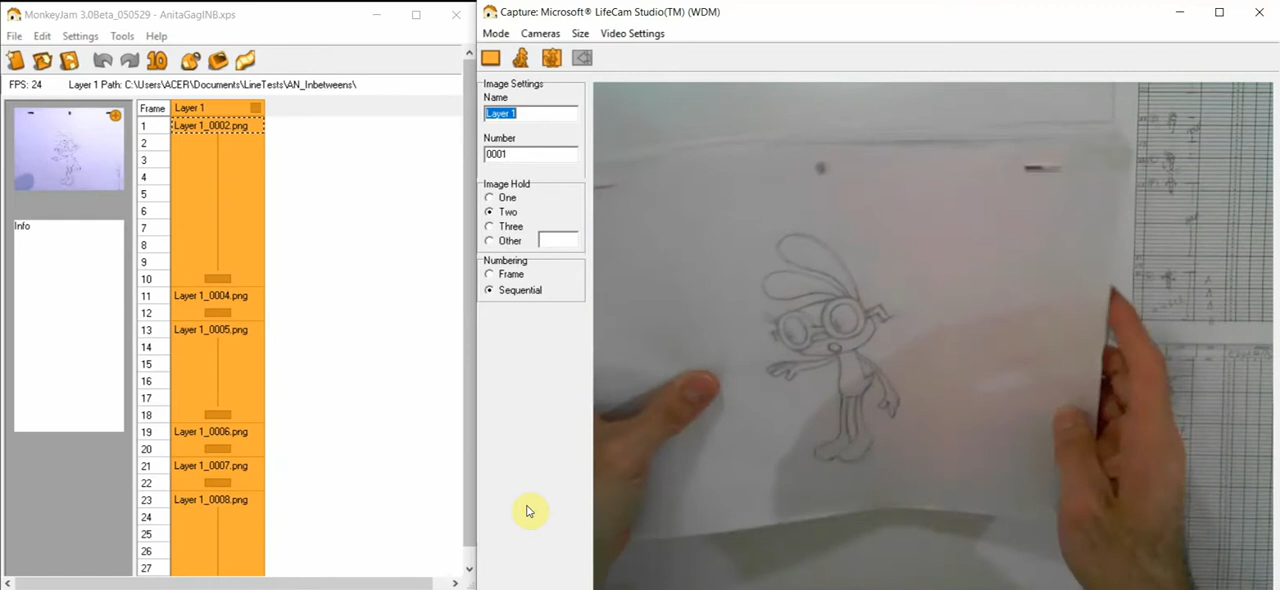 MonkeyJam 3.0Beta_050529 - AnitaGagINB.xps
File Edit Settings Tools Help
FPS: 24 Layer 1 Path: C:\Users\ACER\Documents\LineTests\AN_Inbetweens\
Info
Frame Layer 1
1 Layer 1_0002.png
2
3
4
5
6
7
8
9
10
11 Layer 1_0004.png
12
13 Layer 1_0005.png
14
15
16
17
18
19 Layer 1_0006.png
20
21 Layer 1_0007.png
22
23 Layer 1_0008.png
24
25
26
27
Capture: Microsoft® LifeCam Studio(TM) (WDM)
Mode Cameras Size Video Settings
Image Settings
Name
Layer 1
Number
0001
Image Hold
One
Two
Three
Other
Numbering
Frame
Sequential